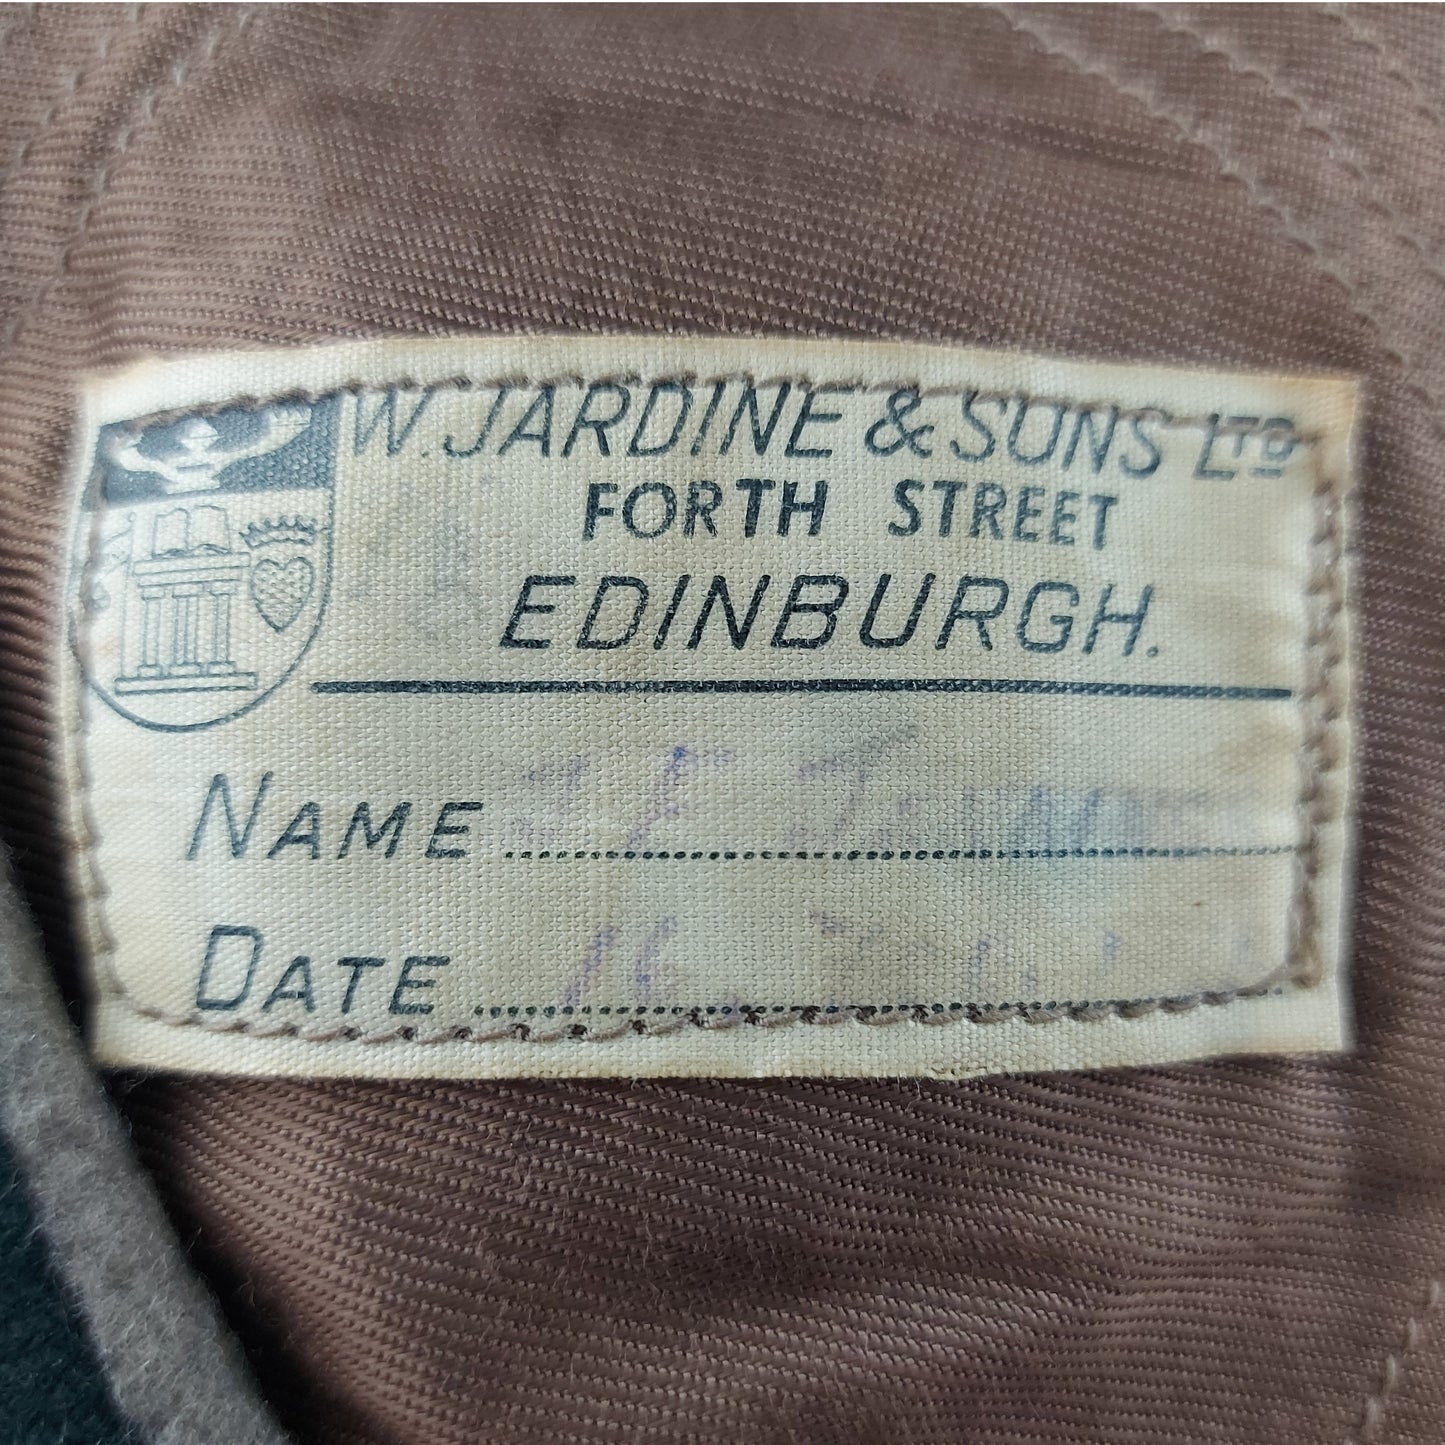 W. JARDINE & SONS LTD
FORTH STREET
EDINBURGH.
NAME
DATE